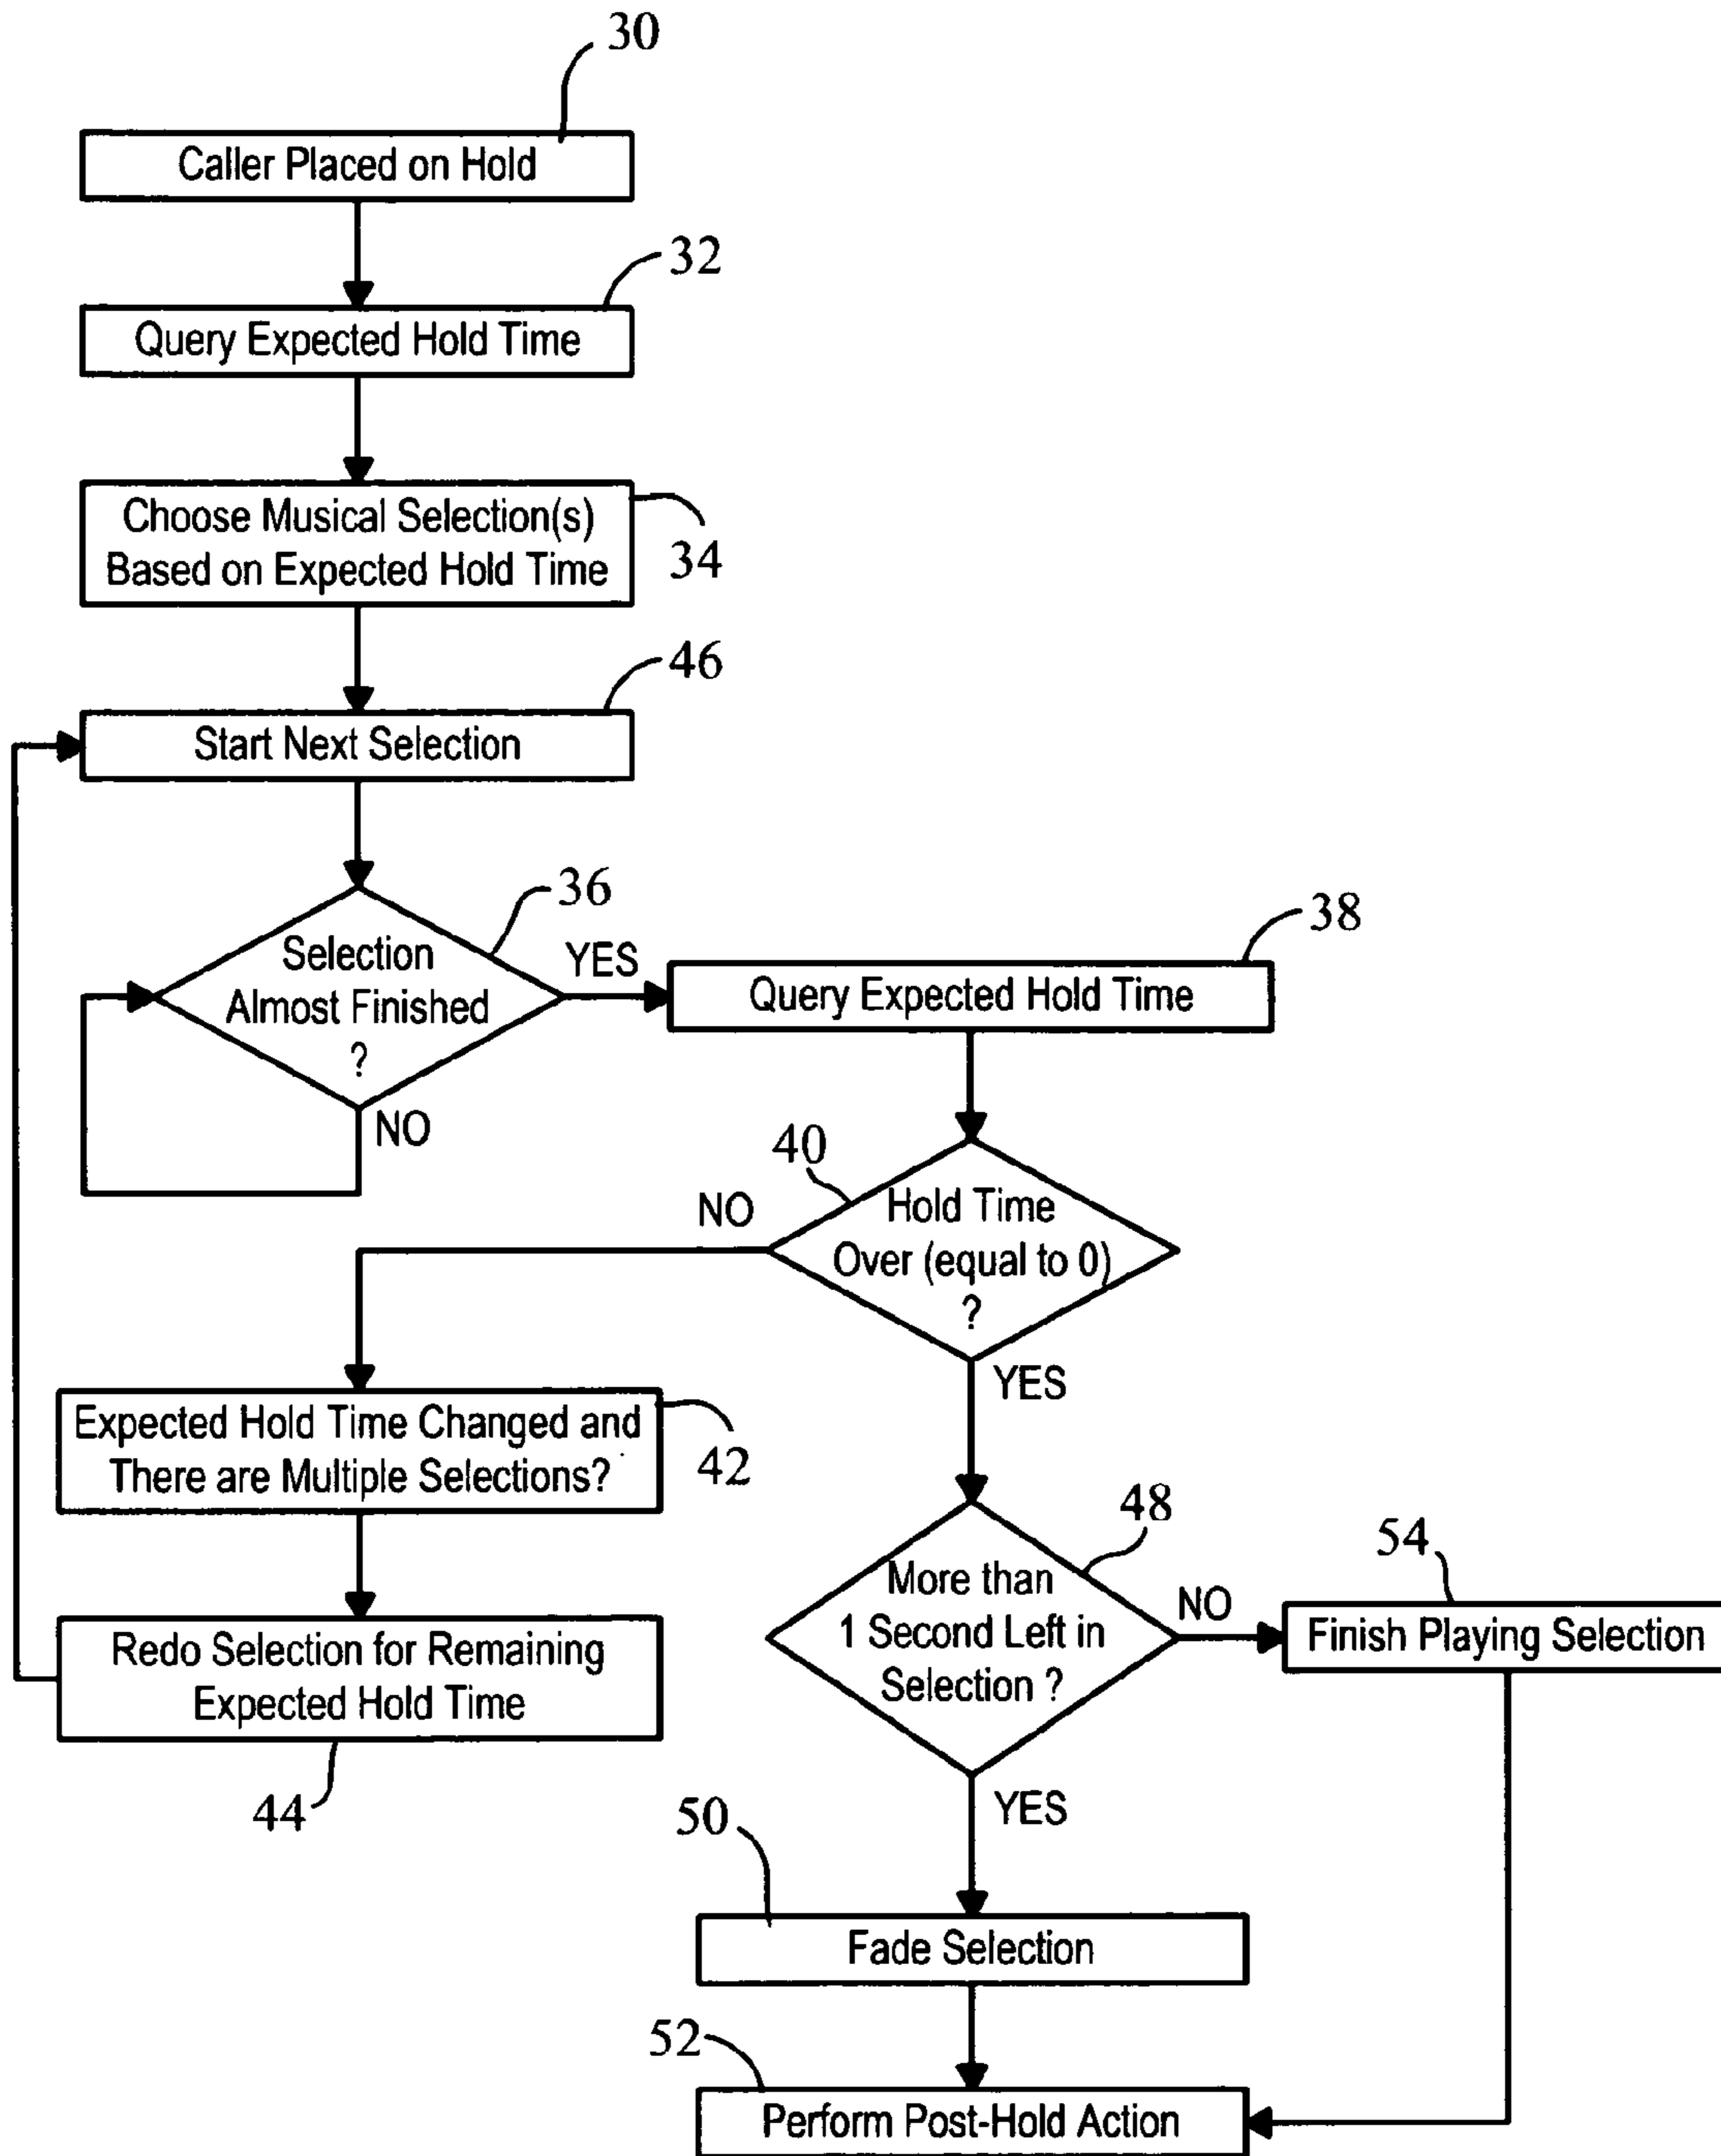 30
Caller Placed on Hold
32
Query Expected Hold Time
Choose Musical Selection(s)
Based on Expected Hold Time
34
46
Start Next Selection
36
Selection
Almost Finished
?
YES
NO
38
Query Expected Hold Time
40
NO
Hold Time
Over (equal to 0)
?
YES
Expected Hold Time Changed and
There are Multiple Selections?
42
Redo Selection for Remaining
Expected Hold Time
44
48
More than
1 Second Left in
Selection ?
NO
54
Finish Playing Selection
YES
50
Fade Selection
52
Perform Post-Hold Action